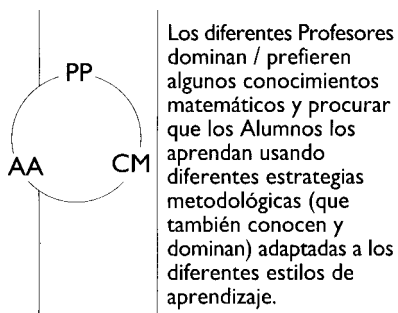 PP
AA
CM
Los diferentes Profesores
dominan / prefieren
algunos conocimientos
matemáticos y procurar
que los Alumnos los
aprendan usando
diferentes estrategias
metodológicas (que
también conocen y
dominan) adaptadas a los
diferentes estilos de
aprendizaje.